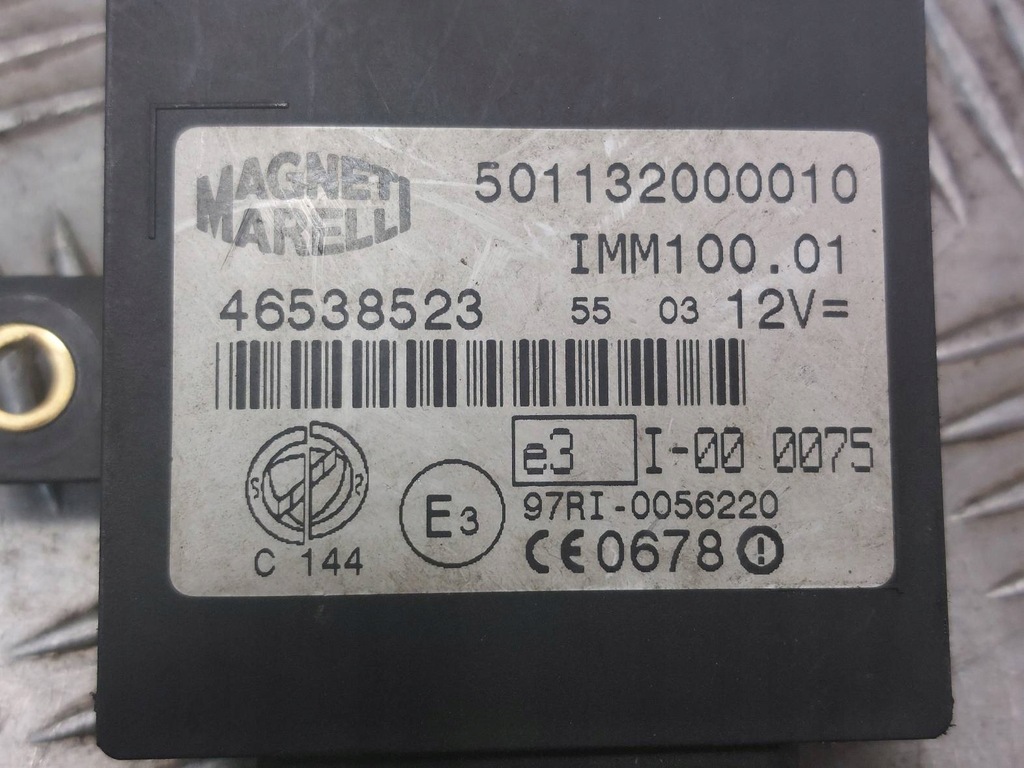 MAGNETI
MARELLI
501132000010
IMM100.01
46538523 55 03 12V=
e3 I-00 0075
E3 97RI-0056220
C 144 CE0678